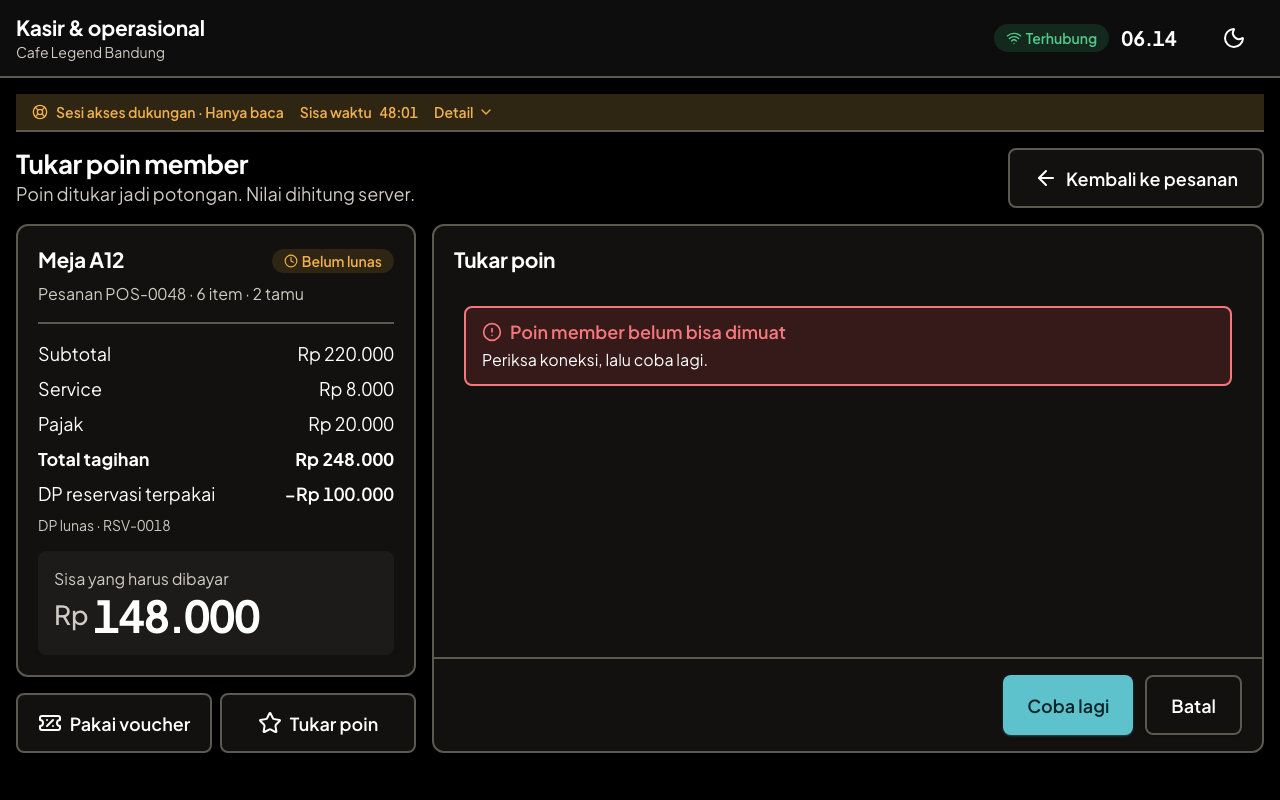 Kasir & operasional
Cafe Legend Bandung
Terhubung
06.14
Sesi akses dukungan · Hanya baca
Sisa waktu 48:01
Detail
Tukar poin member
Poin ditukar jadi potongan. Nilai dihitung server.
Kembali ke pesanan
Meja A12
Belum lunas
Pesanan POS-0048 · 6 item · 2 tamu
Subtotal Rp 220.000
Service Rp 8.000
Pajak Rp 20.000
Total tagihan Rp 248.000
DP reservasi terpakai −Rp 100.000
DP lunas · RSV-0018
Sisa yang harus dibayar
Rp 148.000
Pakai voucher
Tukar poin
Tukar poin
Poin member belum bisa dimuat
Periksa koneksi, lalu coba lagi.
Coba lagi
Batal